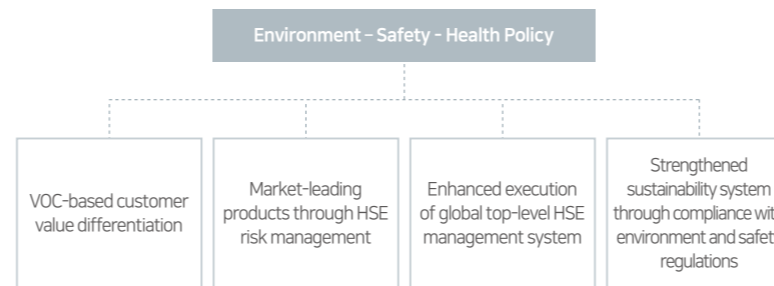 Environment – Safety - Health Policy
VOC-based customer
value differentiation
Market-leading
products through HSE
risk management
Enhanced execution
of global top-level HSE
management system
Strengthened
sustainability system
through compliance wit
environment and safet
regulations